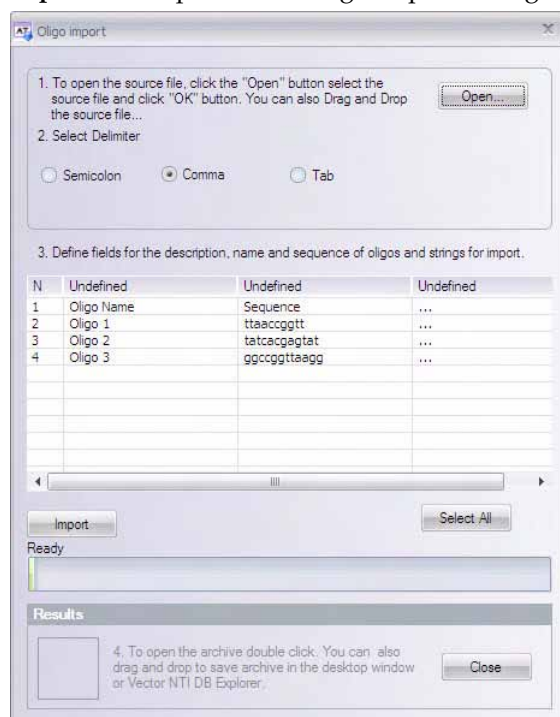 Oligo import
1. To open the source file, click the "Open" button select the
source file and click "OK" button. You can also Drag and Drop
the source file...
Open...
2. Select Delimiter
Semicolon Comma Tab
3. Define fields for the description, name and sequence of oligos and strings for import.
N Undefined Undefined Undefined
1 Oligo Name Sequence ...
2 Oligo 1 ttaaccggtt ...
3 Oligo 2 tatcacgagtat ...
4 Oligo 3 ggccggttaagg ...
Import Select All
Ready
Results
4. To open the archive double click. You can also
drag and drop to save archive in the desktop window
or Vector NTI DB Explorer.
Close